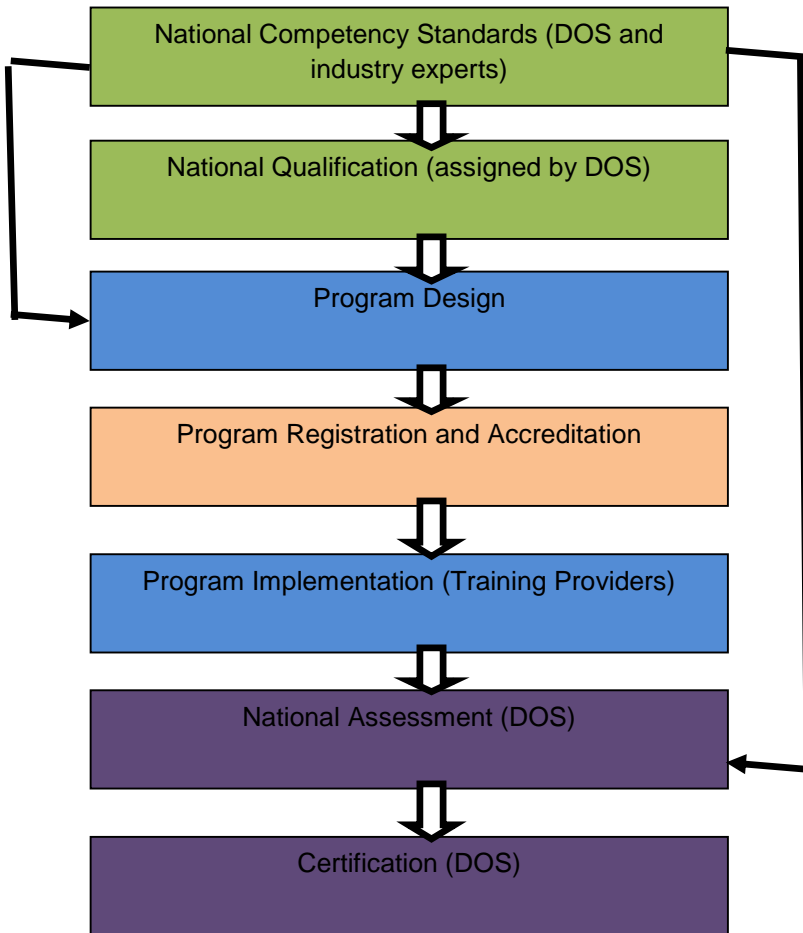 National Competency Standards (DOS and
industry experts)
National Qualification (assigned by DOS)
Program Design
Program Registration and Accreditation
Program Implementation (Training Providers)
National Assessment (DOS)
Certification (DOS)